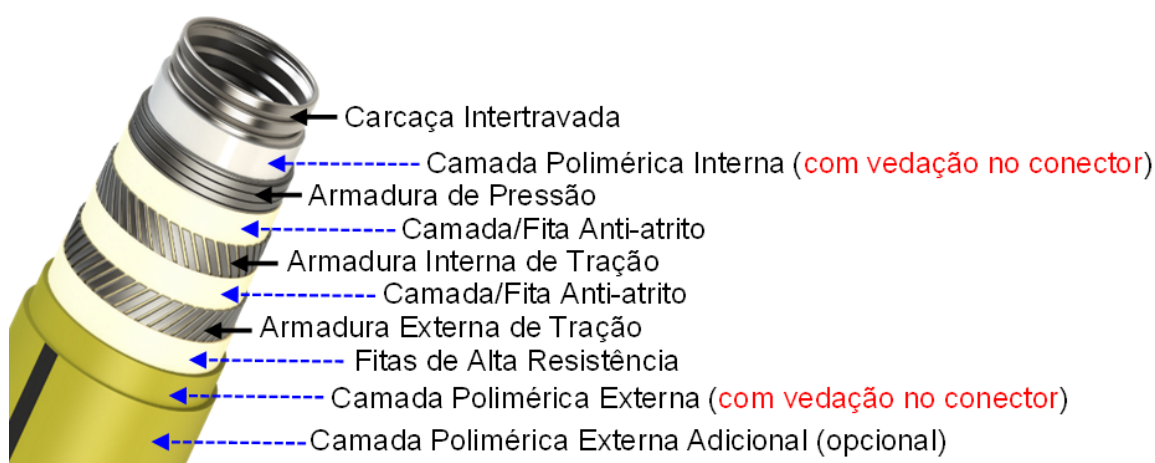 Carcaça Intertravada
Camada Polimérica Interna (com vedação no conector)
Armadura de Pressão
Camada/Fita Anti-atrito
Armadura Interna de Tração
Camada/Fita Anti-atrito
Armadura Externa de Tração
Fitas de Alta Resistência
Camada Polimérica Externa (com vedação no conector)
Camada Polimérica Externa Adicional (opcional)